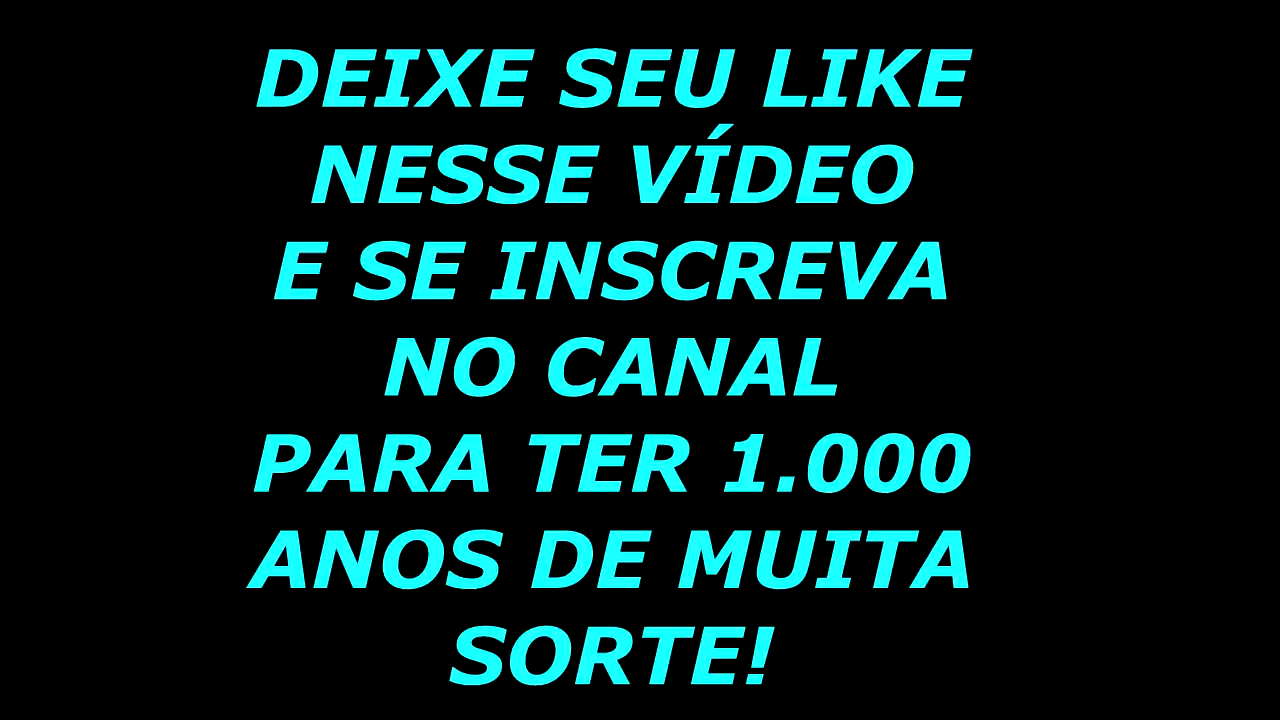 DEIXE SEU LIKE
NESSE VÍDEO
E SE INSCREVA
NO CANAL
PARA TER 1.000
ANOS DE MUITA
SORTE!